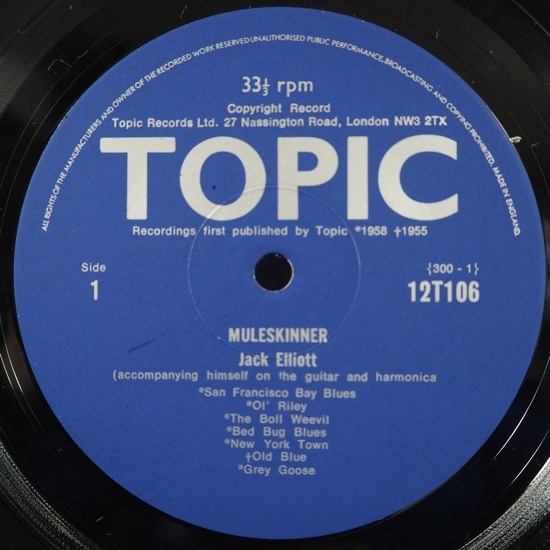 ALL RIGHTS OF THE MANUFACTURERS AND OWNER OF THE RECORDED WORK RESERVED UNAUTHORISED PUBLIC PERFORMANCE, BROADCASTING AND COPYING PROHIBITED. MADE IN ENGLAND.
33⅓ rpm
Copyright Record
Topic Records Ltd. 27 Nassington Road, London NW3 2TX
TOPIC
Recordings first published by Topic *1958 †1955
Side
1
{300 - 1}
12T106
MULESKINNER
Jack Elliott
(accompanying himself on the guitar and harmonica
*San Francisco Bay Blues
*Ol' Riley
*The Boll Weevil
*Bed Bug Blues
*New York Town
†Old Blue
*Grey Goose